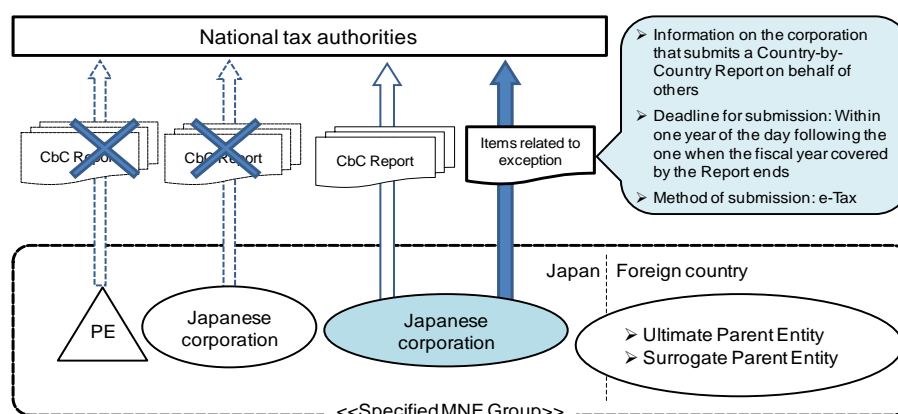 National tax authorities
➢ Information on the corporation
that submits a Country-by-
Country Report on behalf of
others
➢ Deadline for submission: Within
one year of the day following the
one when the fiscal year covered
by the Report ends
➢ Method of submission: e-Tax
CbC Report
CbC Report
CbC Report
Items related to
exception
Japan
Foreign country
PE
Japanese
corporation
Japanese
corporation
➢ Ultimate Parent Entity
➢ Surrogate Parent Entity
<<Specified MNE Group>>